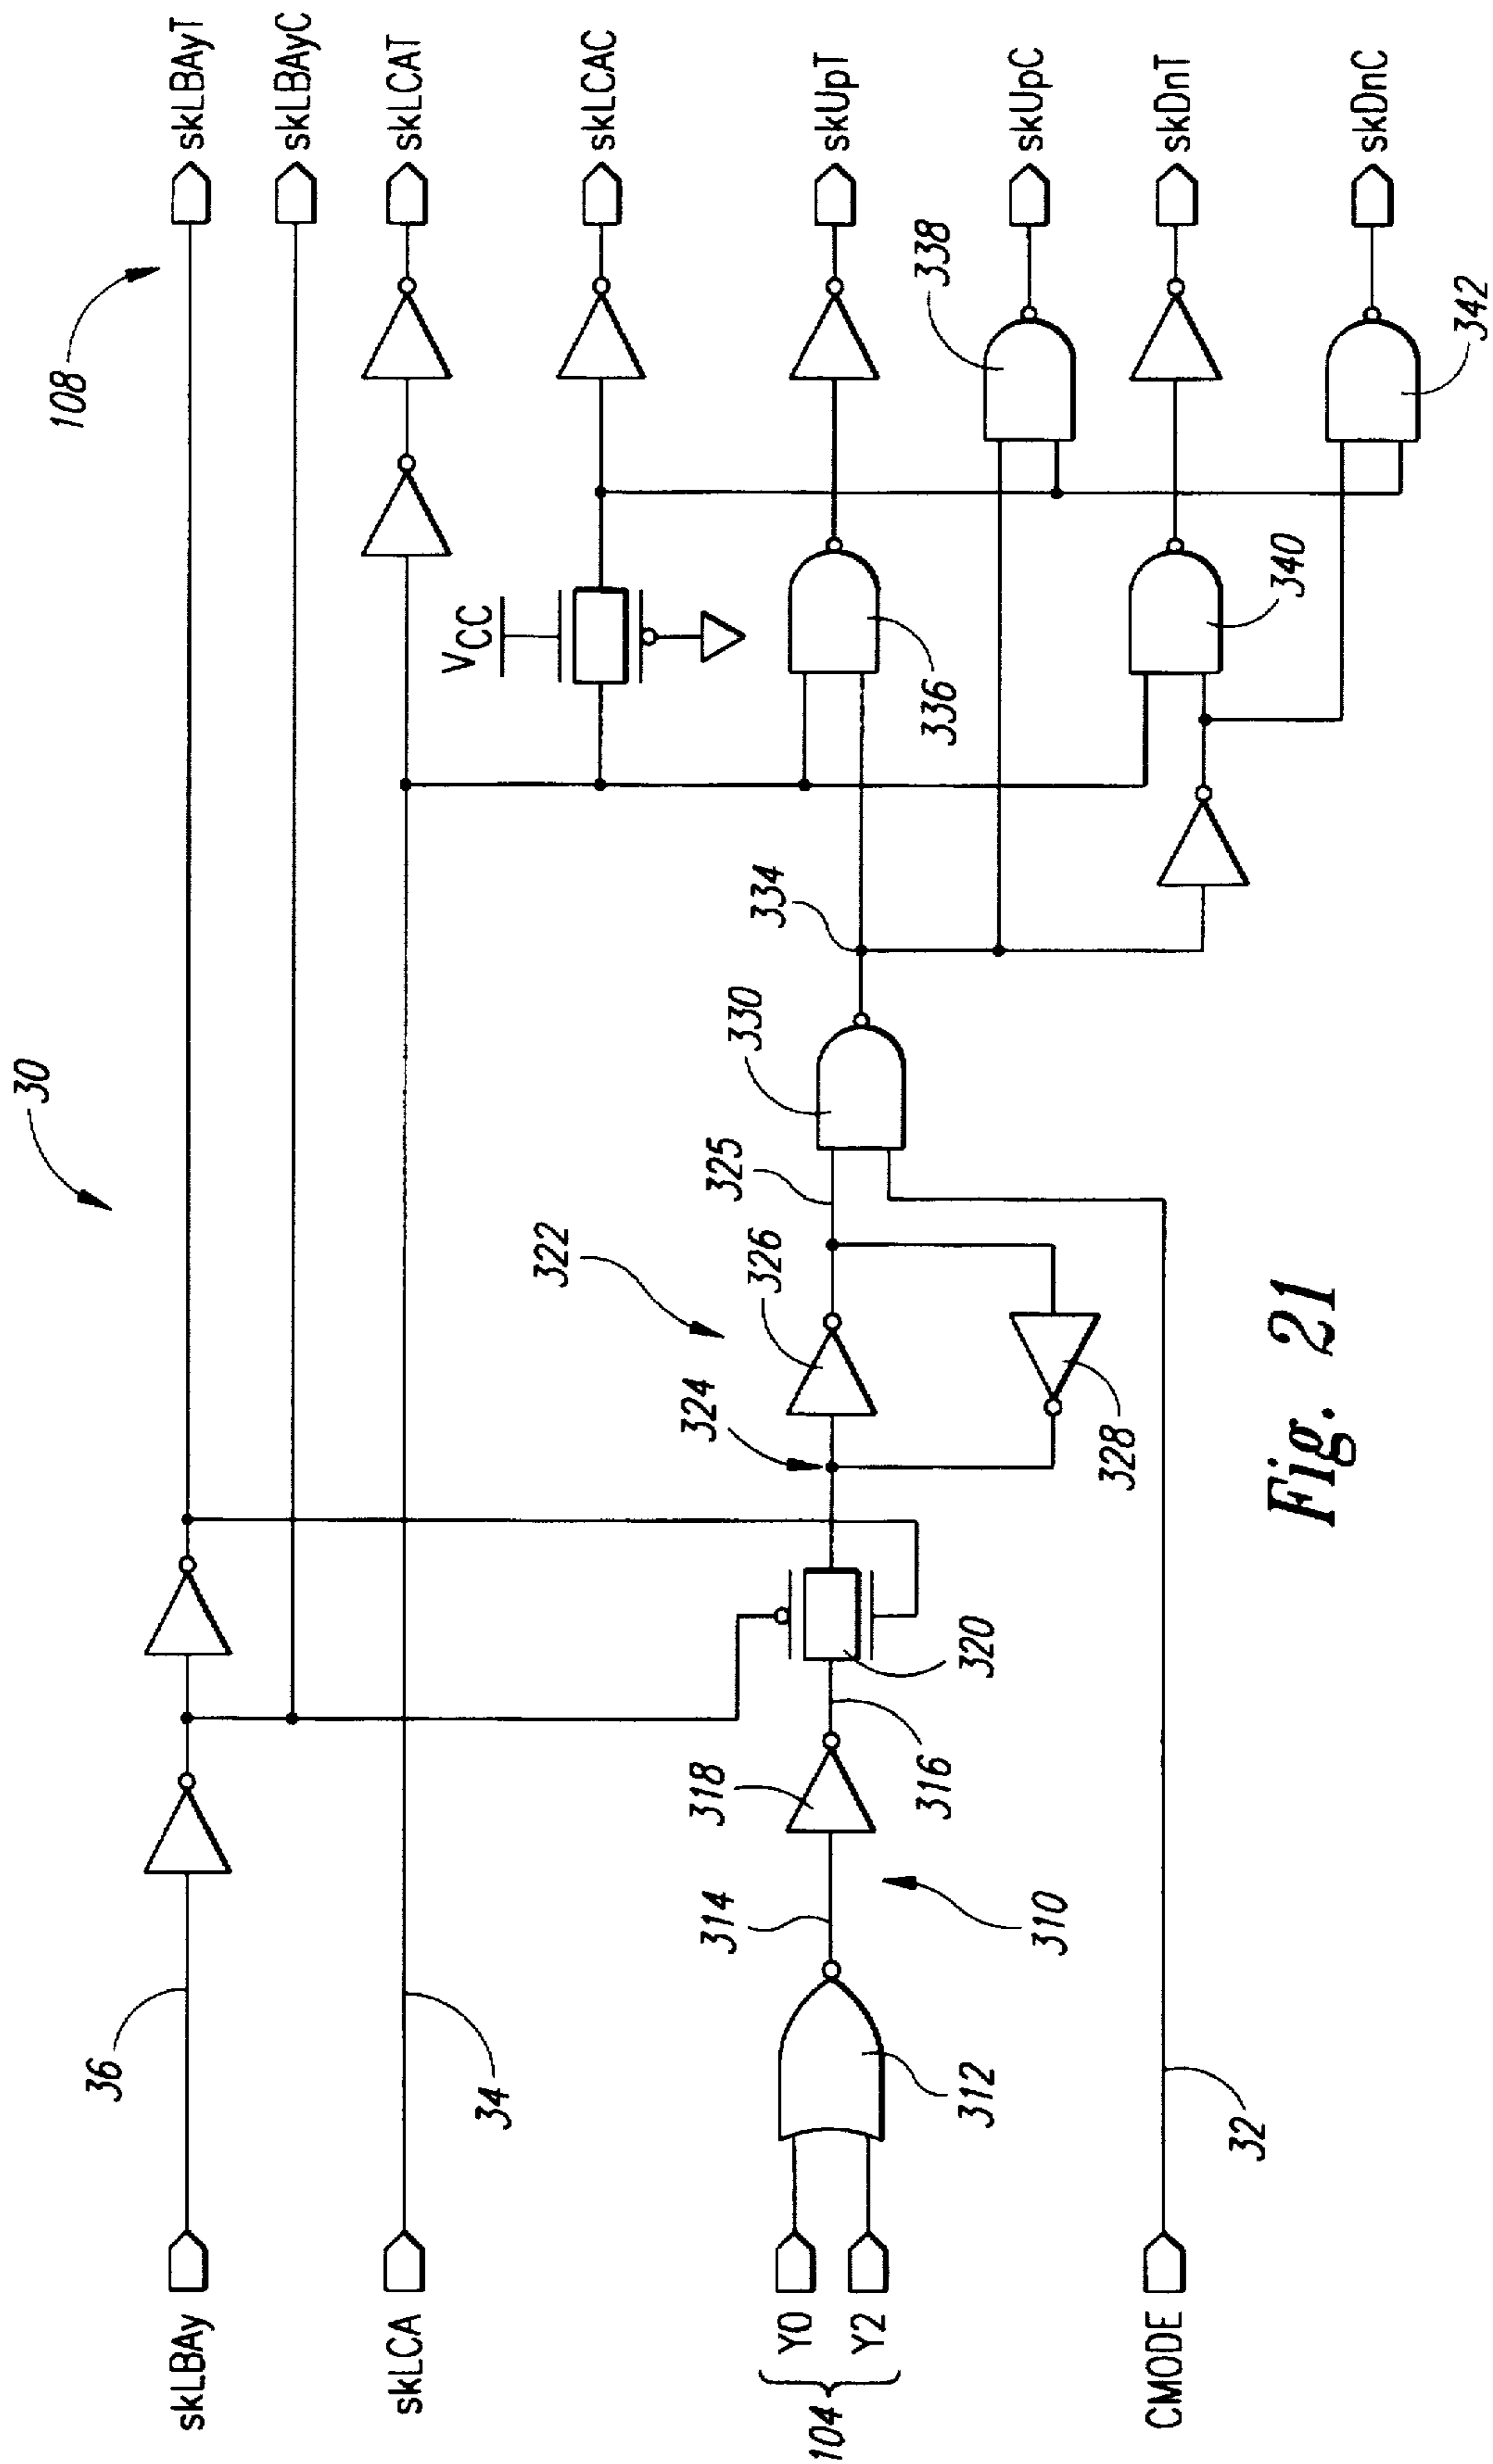 30
108
36
skLBAy
skLBAyT
skLBAyC
34
skLCA
skLCAT
VCC
skLCAC
322
324
326
325
330
334
336
skUpT
104
Y0
Y2
312
314
310
318
316
320
328
338
skUpC
340
skDnT
CMODE
32
342
skDnC
Fig. 21